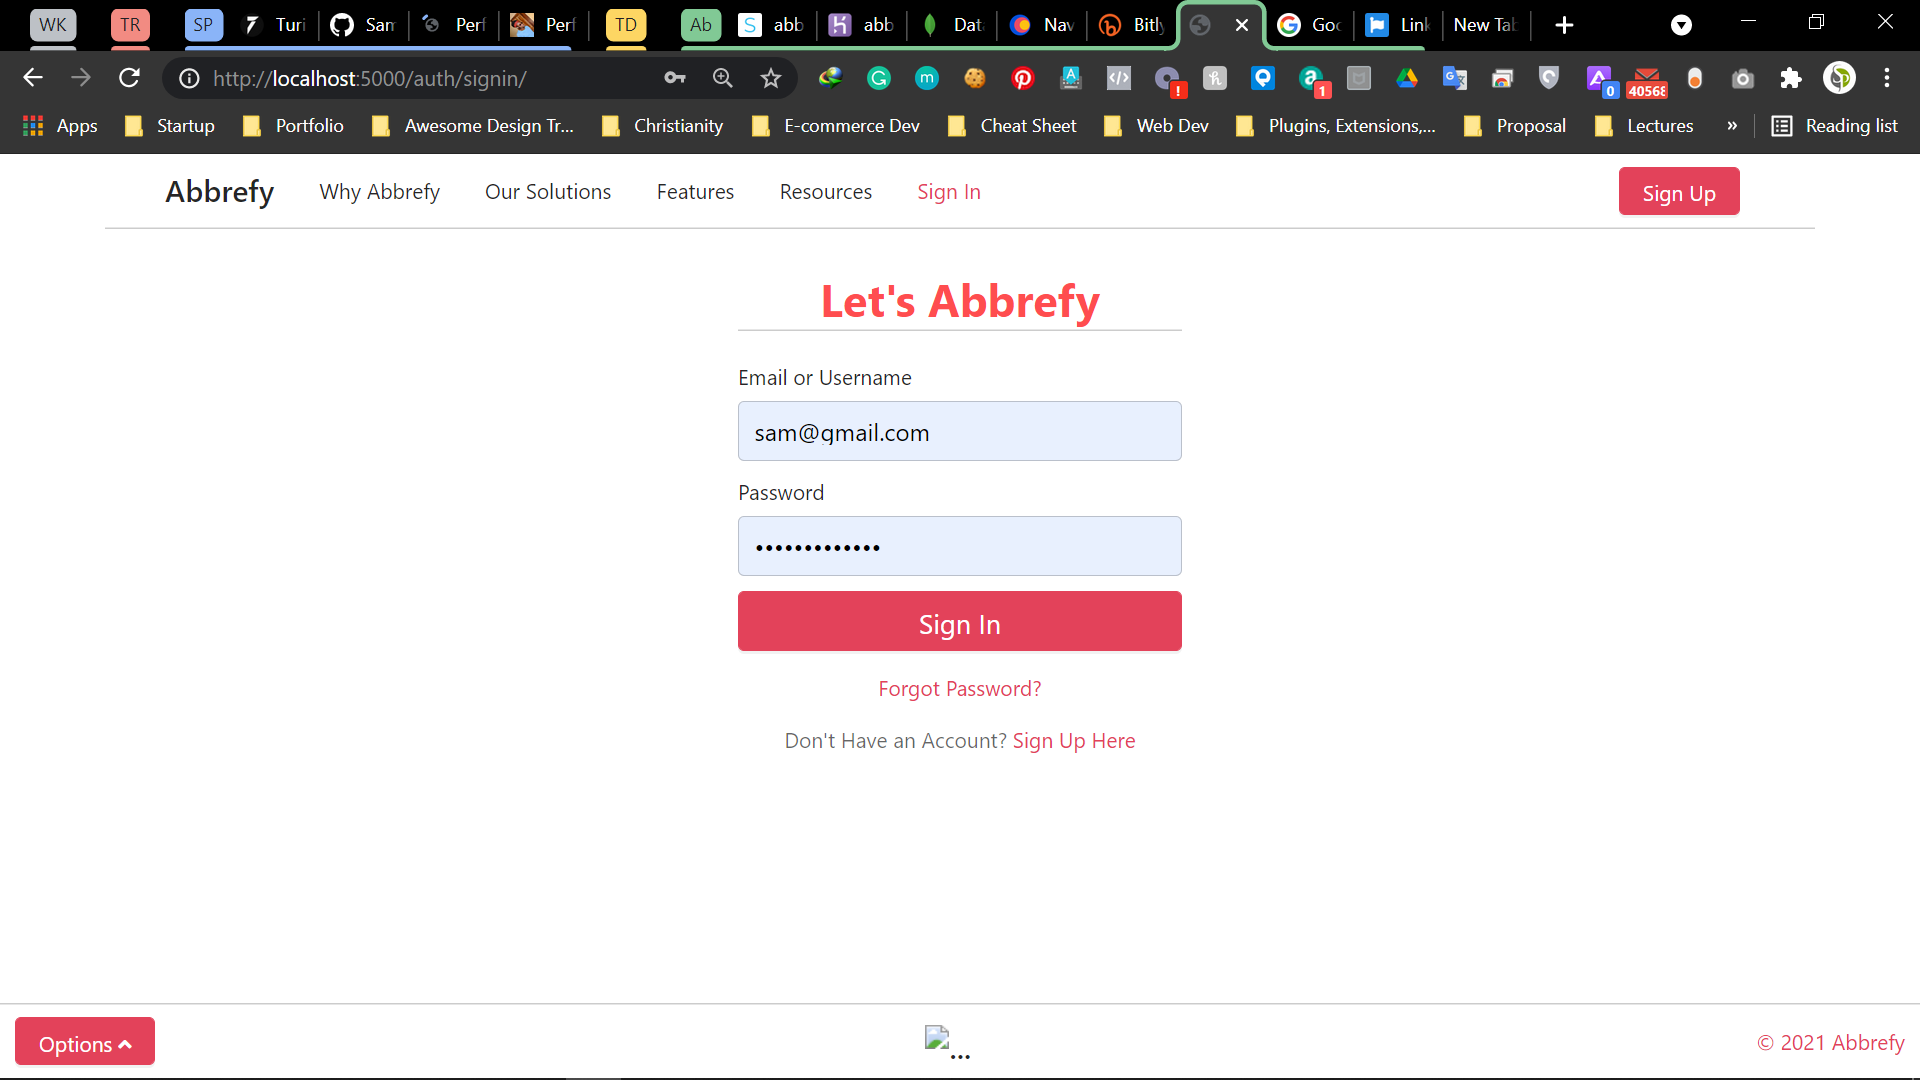 WK TR SP Turi Sam Perf Perf TD Ab abb abb Data Nav Bitly Goo Link New Tab
http://localhost:5000/auth/signin/ ! 1 0 40568
Apps Startup Portfolio Awesome Design Tr... Christianity E-commerce Dev Cheat Sheet Web Dev Plugins, Extensions,... Proposal Lectures » Reading list
Abbrefy Why Abbrefy Our Solutions Features Resources Sign In Sign Up
Let's Abbrefy
Email or Username
sam@gmail.com
Password
Sign In
Forgot Password?
Don't Have an Account? Sign Up Here
Options ... © 2021 Abbrefy